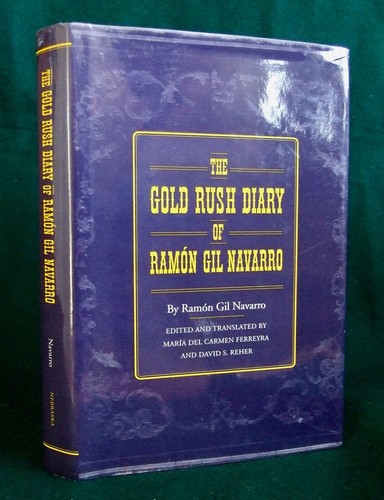 THE GOLD RUSH DIARY OF RAMÓN GIL NAVARRO
Navarro
NEBRASKA
THE
GOLD RUSH DIARY
OF
RAMÓN GIL NAVARRO
By Ramón Gil Navarro
EDITED AND TRANSLATED BY
MARÍA DEL CARMEN FERREYRA
AND DAVID S. REHER